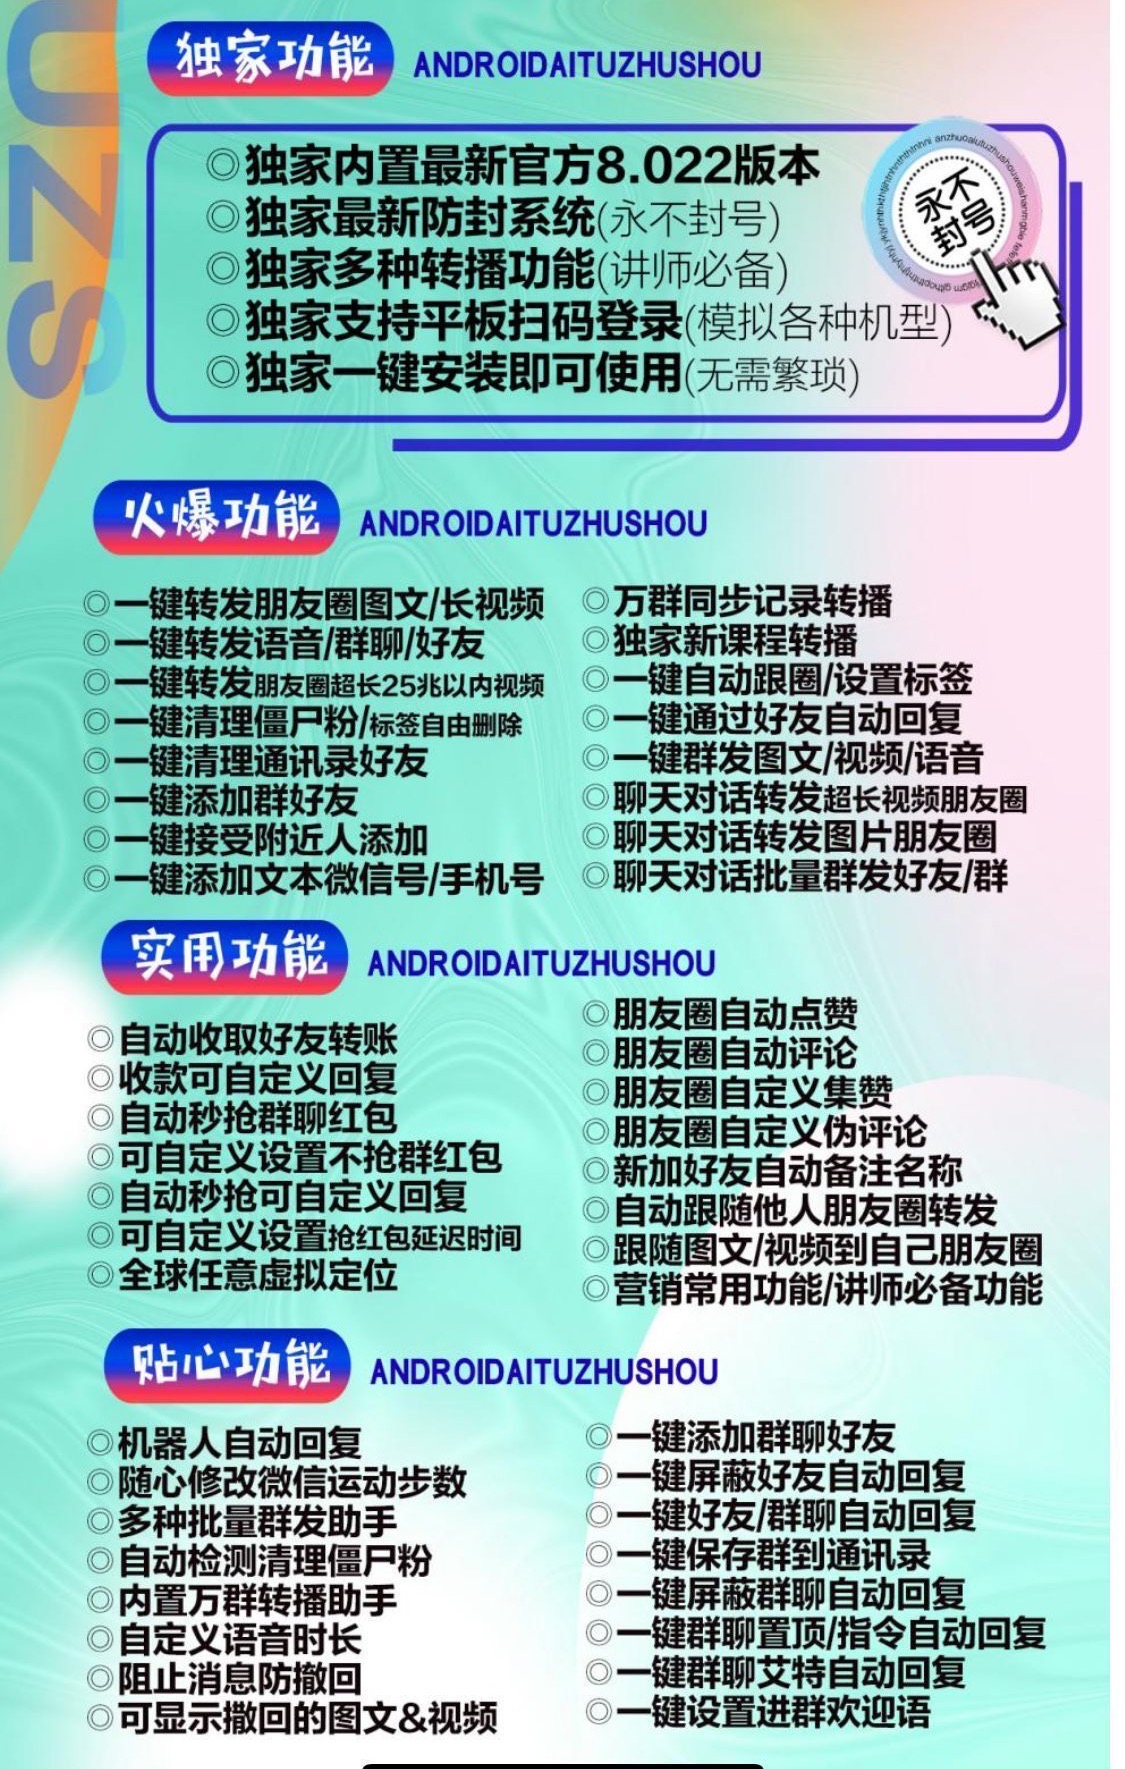 UZS
独家功能 ANDROIDAITUZHUSHOU
◎独家内置最新官方8.022版本
◎独家最新防封系统(永不封号)
◎独家多种转播功能(讲师必备)
◎独家支持平板扫码登录(模拟各种机型)
◎独家一键安装即可使用(无需繁琐)
永不
封号
火爆功能 ANDROIDAITUZHUSHOU
◎一键转发朋友圈图文/长视频
◎一键转发语音/群聊/好友
◎一键转发朋友圈超长25兆以内视频
◎一键清理僵尸粉/标签自由删除
◎一键清理通讯录好友
◎一键添加群好友
◎一键接受附近人添加
◎一键添加文本微信号/手机号
◎万群同步记录转播
◎独家新课程转播
◎一键自动跟圈/设置标签
◎一键通过好友自动回复
◎一键群发图文/视频/语音
◎聊天对话转发超长视频朋友圈
◎聊天对话转发图片朋友圈
◎聊天对话批量群发好友/群
实用功能 ANDROIDAITUZHUSHOU
◎自动收取好友转账
◎收款可自定义回复
◎自动秒抢群聊红包
◎可自定义设置不抢群红包
◎自动秒抢可自定义回复
◎可自定义设置抢红包延迟时间
◎全球任意虚拟定位
◎朋友圈自动点赞
◎朋友圈自动评论
◎朋友圈自定义集赞
◎朋友圈自定义伪评论
◎新加好友自动备注名称
◎自动跟随他人朋友圈转发
◎跟随图文/视频到自己朋友圈
◎营销常用功能/讲师必备功能
贴心功能 ANDROIDAITUZHUSHOU
◎机器人自动回复
◎随心修改微信运动步数
◎多种批量群发助手
◎自动检测清理僵尸粉
◎内置万群转播助手
◎自定义语音时长
◎阻止消息防撤回
◎可显示撤回的图文&视频
◎一键添加群聊好友
◎一键屏蔽好友自动回复
◎一键好友/群聊自动回复
◎一键保存群到通讯录
◎一键屏蔽群聊自动回复
◎一键群聊置顶/指令自动回复
◎一键群聊艾特自动回复
◎一键设置进群欢迎语